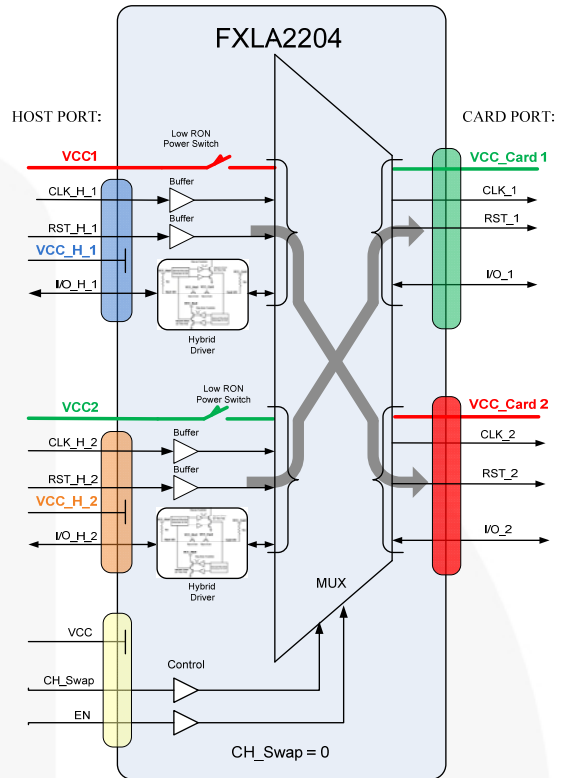 FXLA2204
HOST PORT:
CARD PORT:
Low RON
Power Switch
VCC1
VCC_Card 1
CLK_H_1
Buffer
CLK_1
RST_H_1
Buffer
RST_1
VCC_H_1
I/O_H_1
I/O_1
Hybrid
Driver
Low RON
Power Switch
VCC2
VCC_Card 2
CLK_H_2
Buffer
CLK_2
RST_H_2
Buffer
RST_2
VCC_H_2
I/O_H_2
I/O_2
Hybrid
Driver
MUX
VCC
Control
CH_Swap
EN
CH_Swap = 0